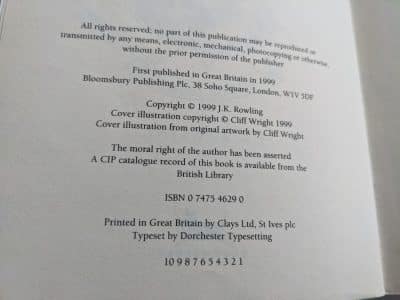 All rights reserved; no part of this publication may be reproduced or
transmitted by any means, electronic, mechanical, photocopying or otherwise,
without the prior permission of the publisher
First published in Great Britain in 1999
Bloomsbury Publishing Plc, 38 Soho Square, London, W1V 5DF
Copyright © 1999 J.K. Rowling
Cover illustration copyright © Cliff Wright 1999
Cover illustration from original artwork by Cliff Wright
The moral right of the author has been asserted
A CIP catalogue record of this book is available from the
British Library
ISBN 0 7475 4629 0
Printed in Great Britain by Clays Ltd, St Ives plc
Typeset by Dorchester Typesetting
10 9 8 7 6 5 4 3 2 1